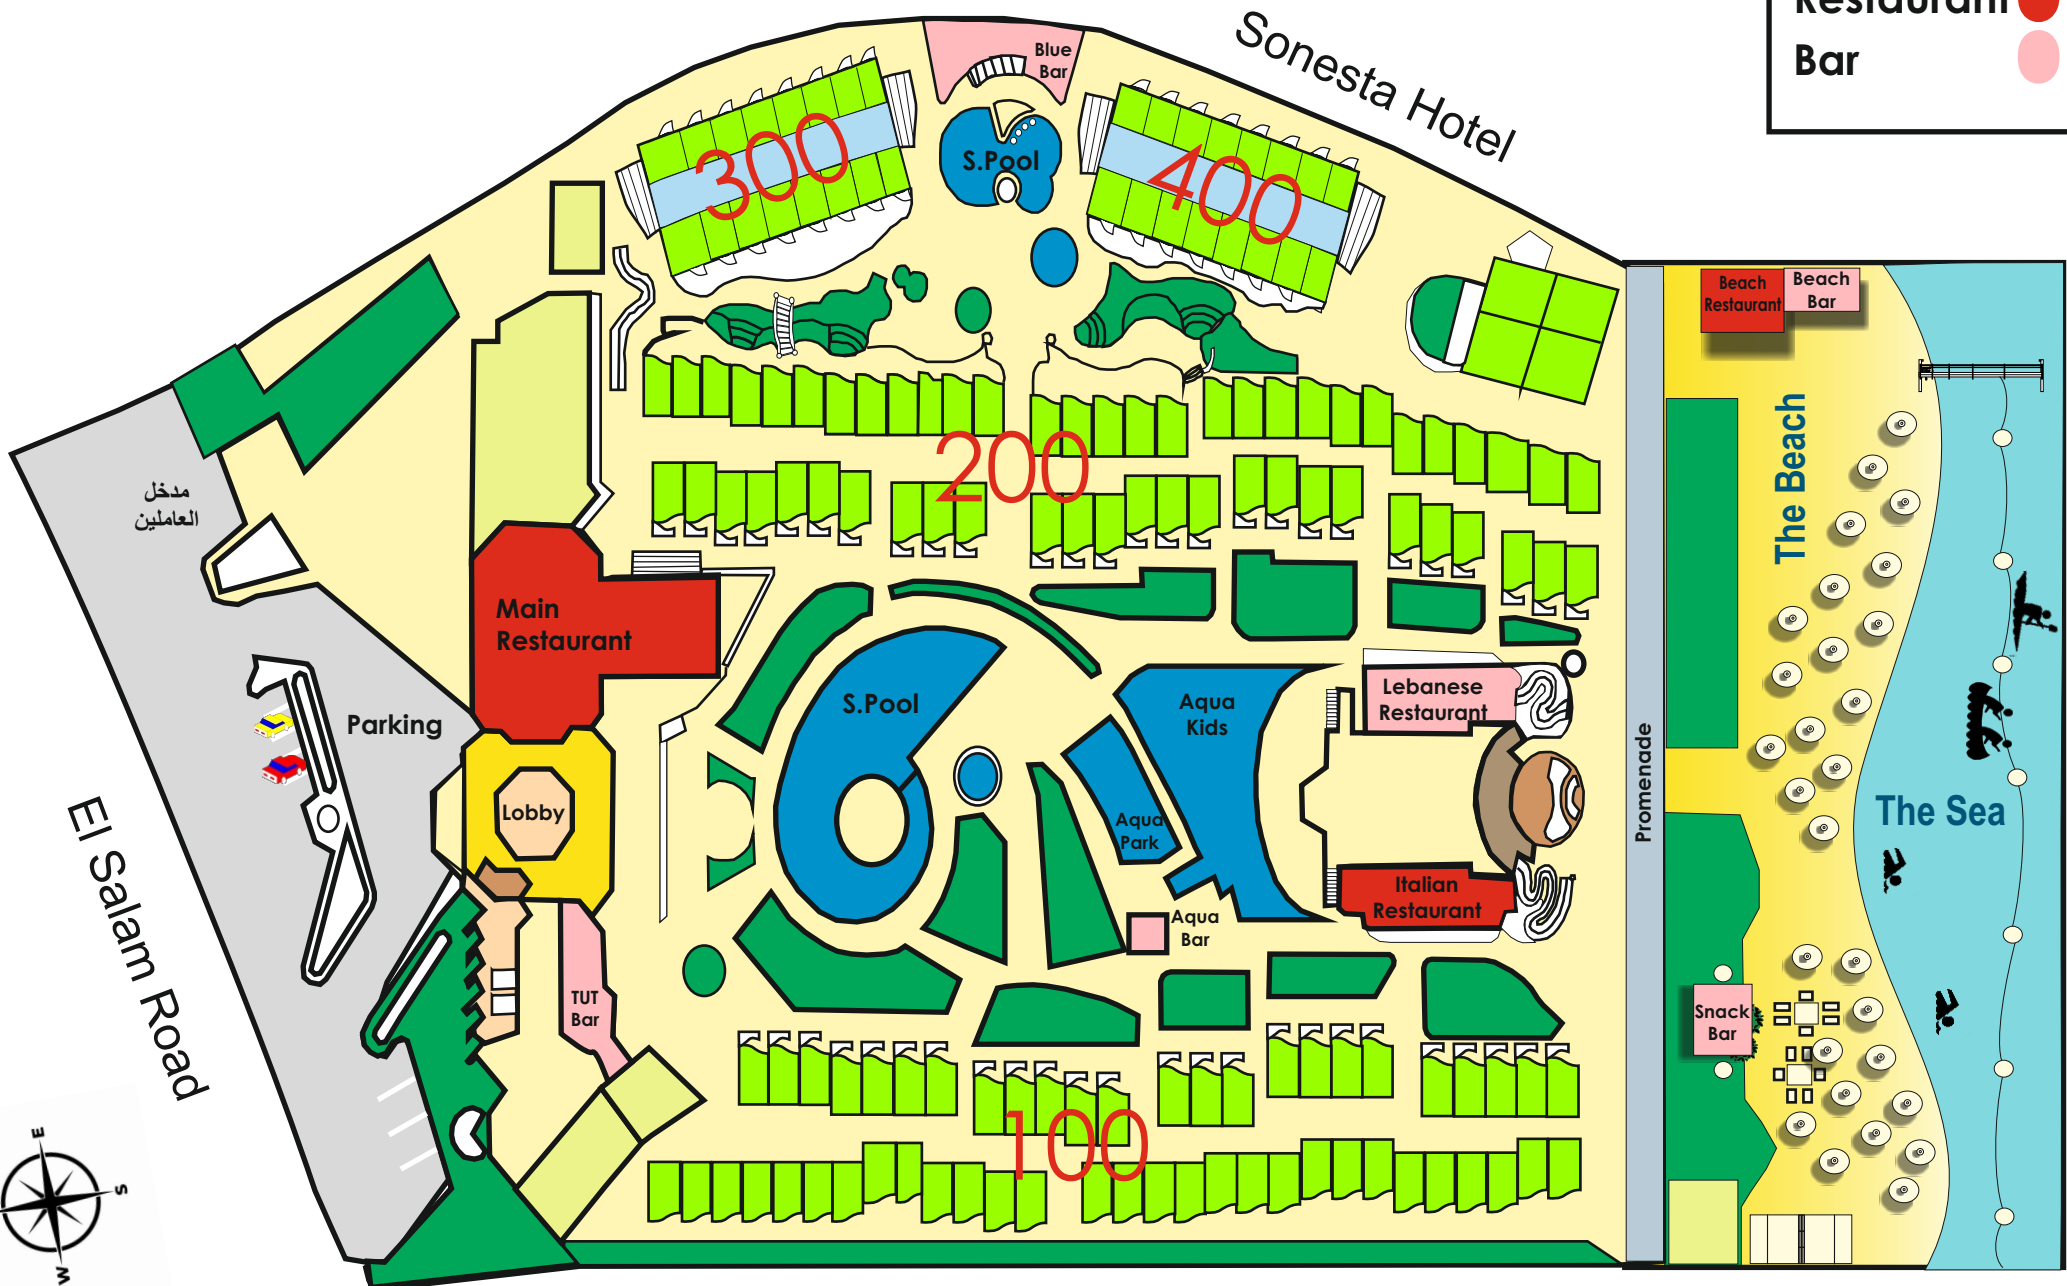 Restaurant
Bar
Sonesta Hotel
Blue
Bar
S.Pool
300
400
Beach
Restaurant
Beach
Bar
The Beach
200
مدخل
العاملين
Main
Restaurant
Parking
S.Pool
Aqua
Kids
Lebanese
Restaurant
Promenade
Lobby
Aqua
Park
The Sea
Italian
Restaurant
Aqua
Bar
El Salam Road
TUT
Bar
Snack
Bar
100
E
S
W